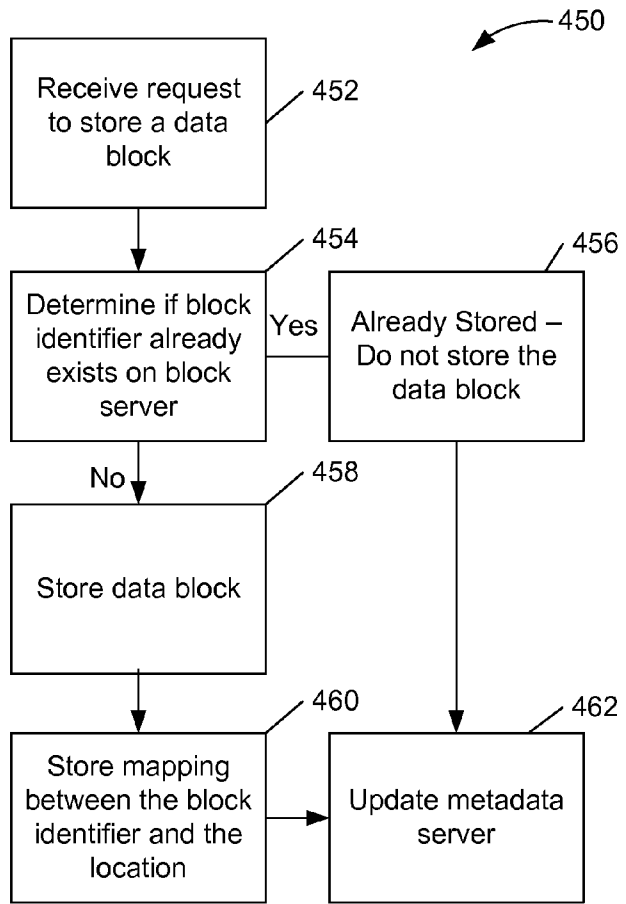 450
Receive request
to store a data
block
452
454
Determine if block
identifier already
exists on block
server
Yes
456
Already Stored –
Do not store the
data block
No
458
Store data block
460
Store mapping
between the block
identifier and the
location
462
Update metadata
server